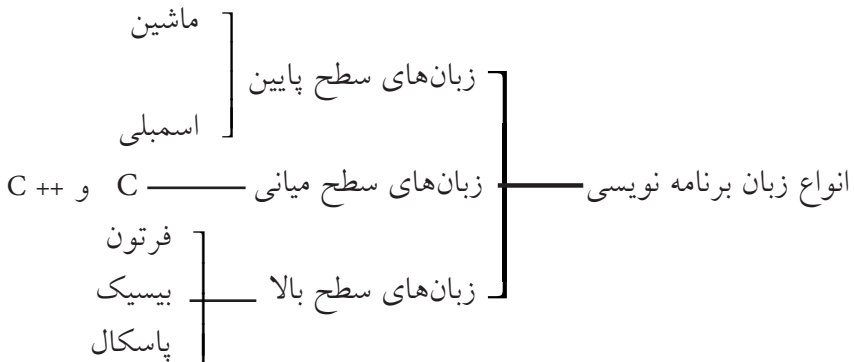 ماشین
زبان‌های سطح پایین
اسمبلی
انواع زبان برنامه نویسی
زبان‌های سطح میانی
C و C ++
فرتون
زبان‌های سطح بالا
بیسیک
پاسکال